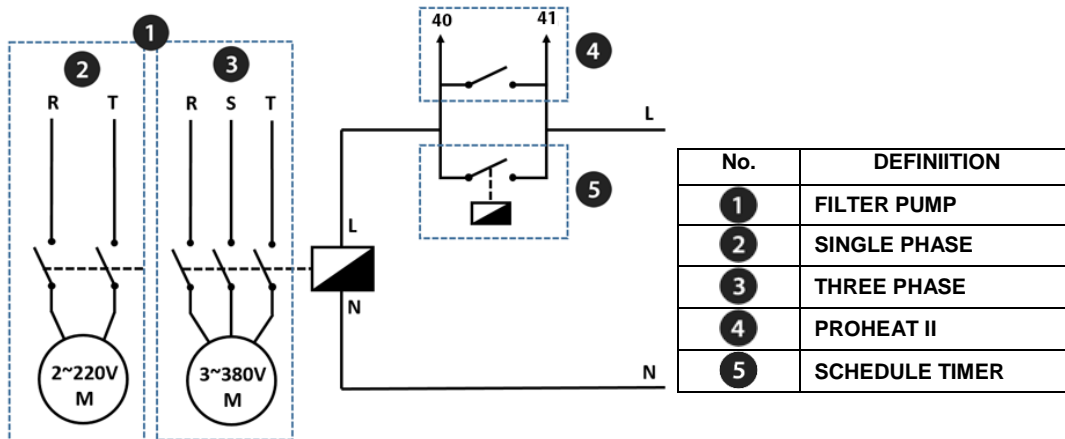 1
2
3
R T
R S T
40 41
4
L
5
L
N
N
2~220V
M
3~380V
M
No. DEFINIITION
1 FILTER PUMP
2 SINGLE PHASE
3 THREE PHASE
4 PROHEAT II
5 SCHEDULE TIMER